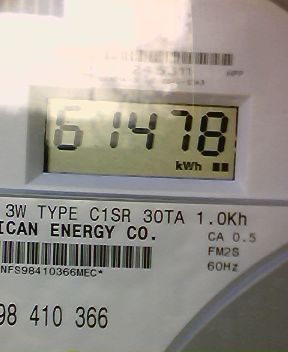 61478
kWh
3W TYPE C1SR 30TA 1.0Kh
ICAN ENERGY CO.
CA 0.5
FM2S
60Hz
NFS98410366MEC*
98 410 366